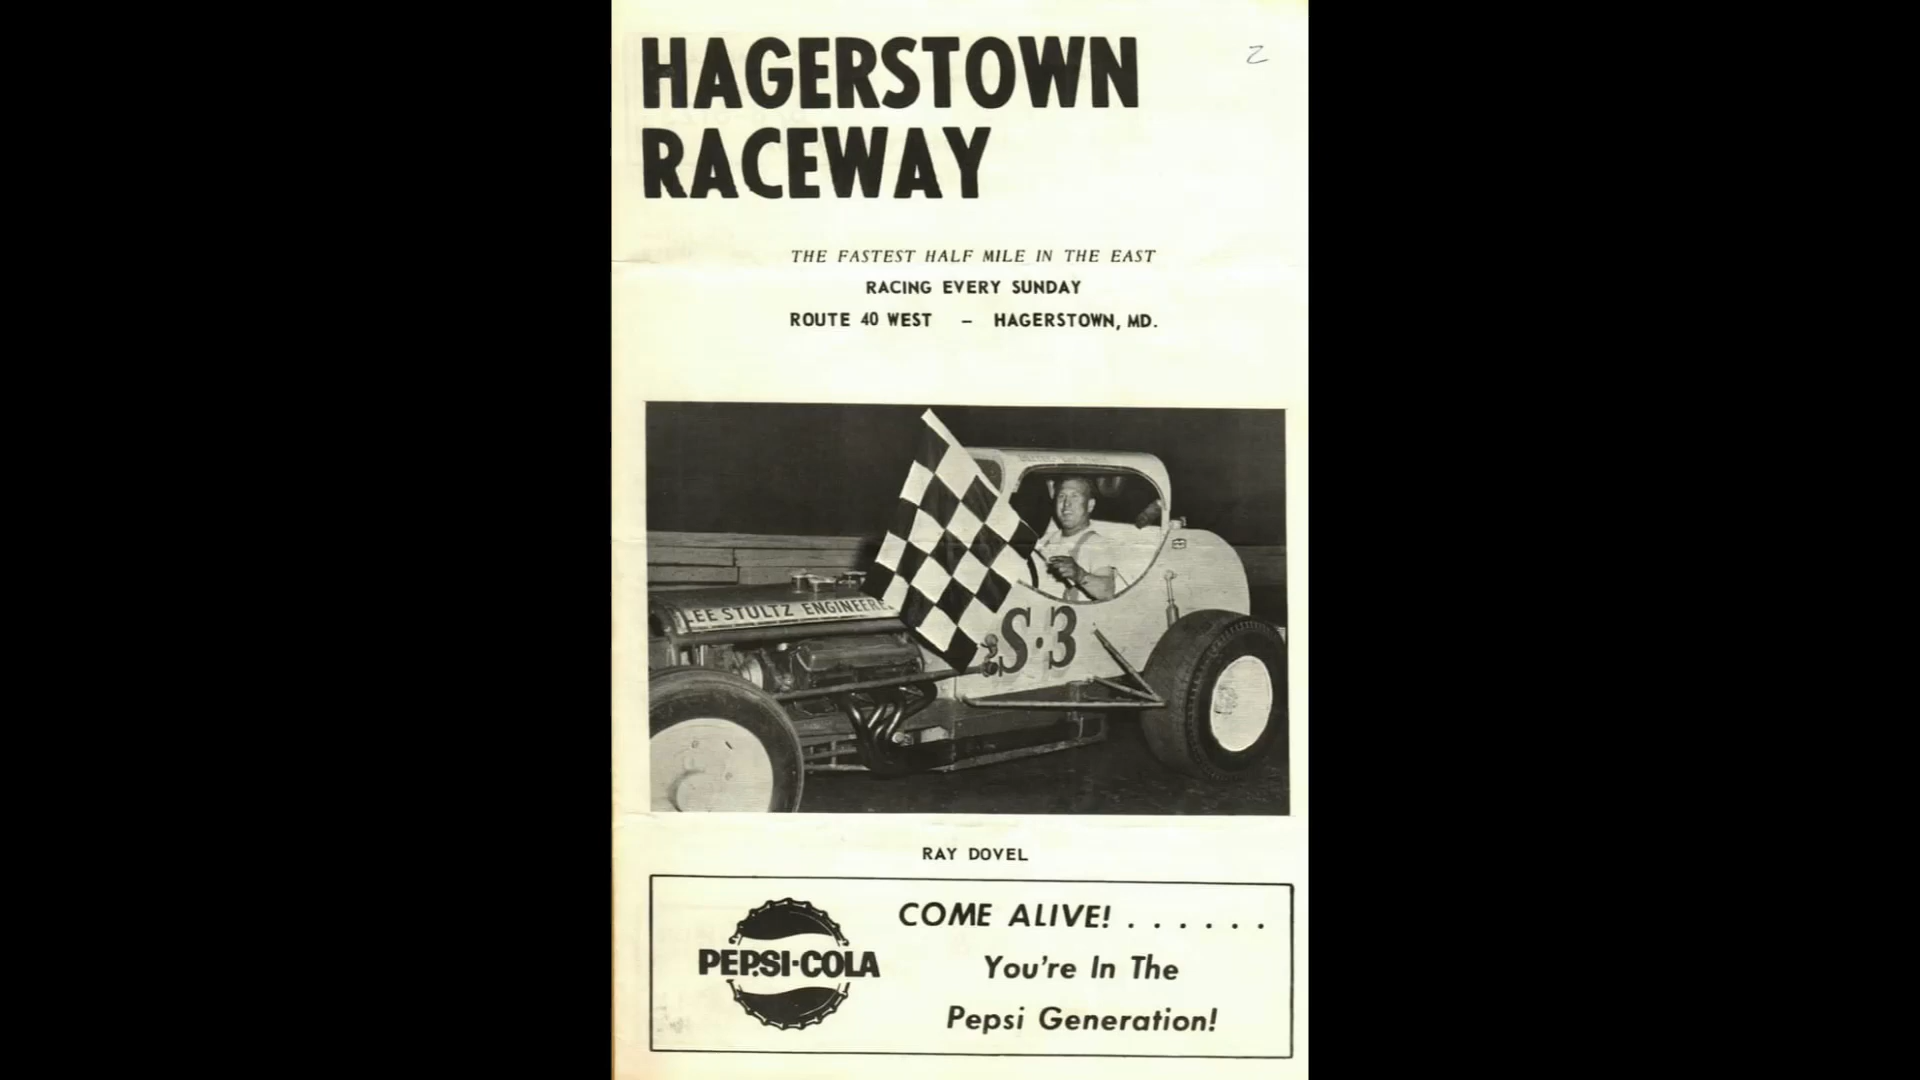 HAGERSTOWN
RACEWAY
2
THE FASTEST HALF MILE IN THE EAST
RACING EVERY SUNDAY
ROUTE 40 WEST – HAGERSTOWN, MD.
LEE STULTZ ENGINEERE
S·3
RAY DOVEL
PEPSI-COLA
COME ALIVE! . . . . . .
You're In The
Pepsi Generation!